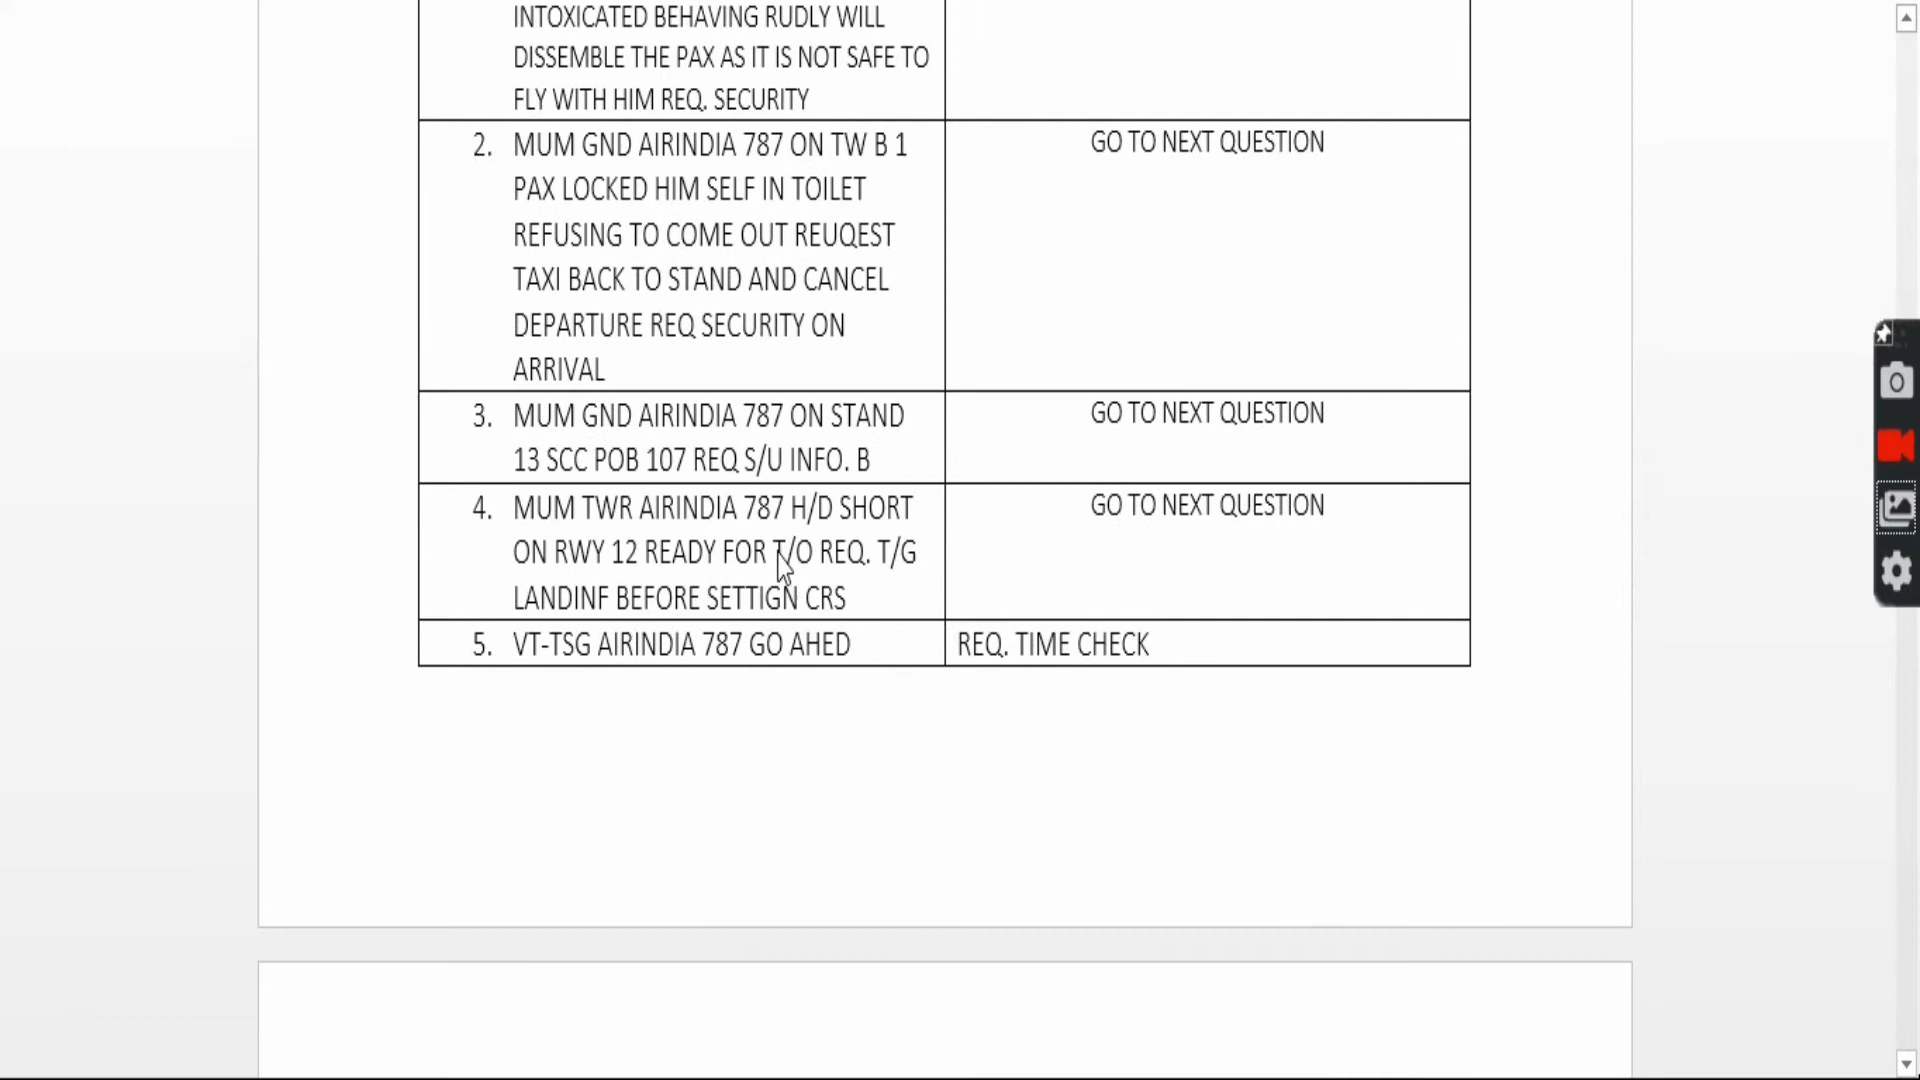 INTOXICATED BEHAVING RUDLY WILL
DISSEMBLE THE PAX AS IT IS NOT SAFE TO
FLY WITH HIM REQ. SECURITY
2. MUM GND AIRINDIA 787 ON TW B 1
PAX LOCKED HIM SELF IN TOILET
REFUSING TO COME OUT REUQEST
TAXI BACK TO STAND AND CANCEL
DEPARTURE REQ SECURITY ON
ARRIVAL
GO TO NEXT QUESTION
3. MUM GND AIRINDIA 787 ON STAND
13 SCC POB 107 REQ S/U INFO. B
GO TO NEXT QUESTION
4. MUM TWR AIRINDIA 787 H/D SHORT
ON RWY 12 READY FOR T/O REQ. T/G
LANDINF BEFORE SETTIGN CRS
GO TO NEXT QUESTION
5. VT-TSG AIRINDIA 787 GO AHED
REQ. TIME CHECK